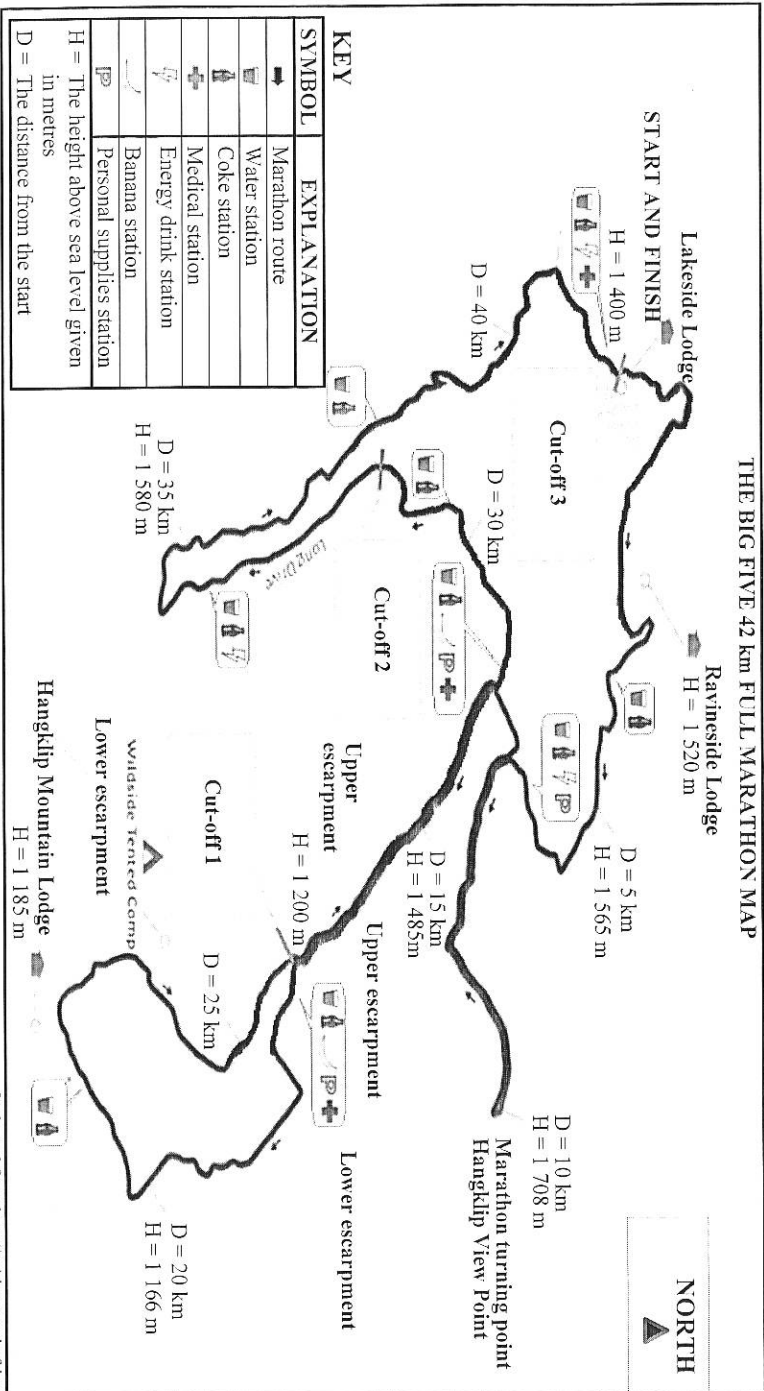 THE BIG FIVE 42 km FULL MARATHON MAP
NORTH
Lakeside Lodge
START AND FINISH
H = 1 400 m
Ravineside Lodge
H = 1 520 m
D = 5 km
H = 1 565 m
D = 10 km
H = 1 708 m
Marathon turning point
Hangklip View Point
D = 40 km
Cut-off 3
D = 30 km
D = 15 km
H = 1 485m
Upper escarpment
Lower escarpment
Long Drive
Cut-off 2
Upper
escarpment
H = 1 200 m
D = 25 km
D = 20 km
H = 1 166 m
D = 35 km
H = 1 580 m
Cut-off 1
Wildside Tented Camp
Lower escarpment
Hangklip Mountain Lodge
H = 1 185 m
P
P
P
KEY
SYMBOL EXPLANATION
Marathon route
Water station
Coke station
Medical station
Energy drink station
Banana station
P Personal supplies station
H = The height above sea level given
in metres
D = The distance from the start